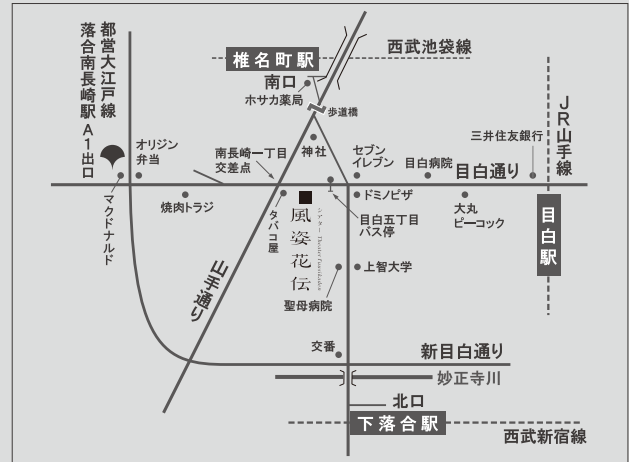 都営大江戸線
落合南長崎駅 A1出口
椎名町駅
西武池袋線
南口
ホサカ薬局
歩道橋
JR山手線
オリジン
弁当
南長崎一丁目
交差点
神社
セブン
イレブン
目白病院
三井住友銀行
目白通り
マクドナルド
焼肉トラジ
タバコ屋
風姿花伝
シアター Theater Fuusikaden
目白五丁目
バス停
ドミノピザ
大丸
ピーコック
目白駅
山手通り
聖母病院
上智大学
交番
新目白通り
妙正寺川
北口
下落合駅
西武新宿線